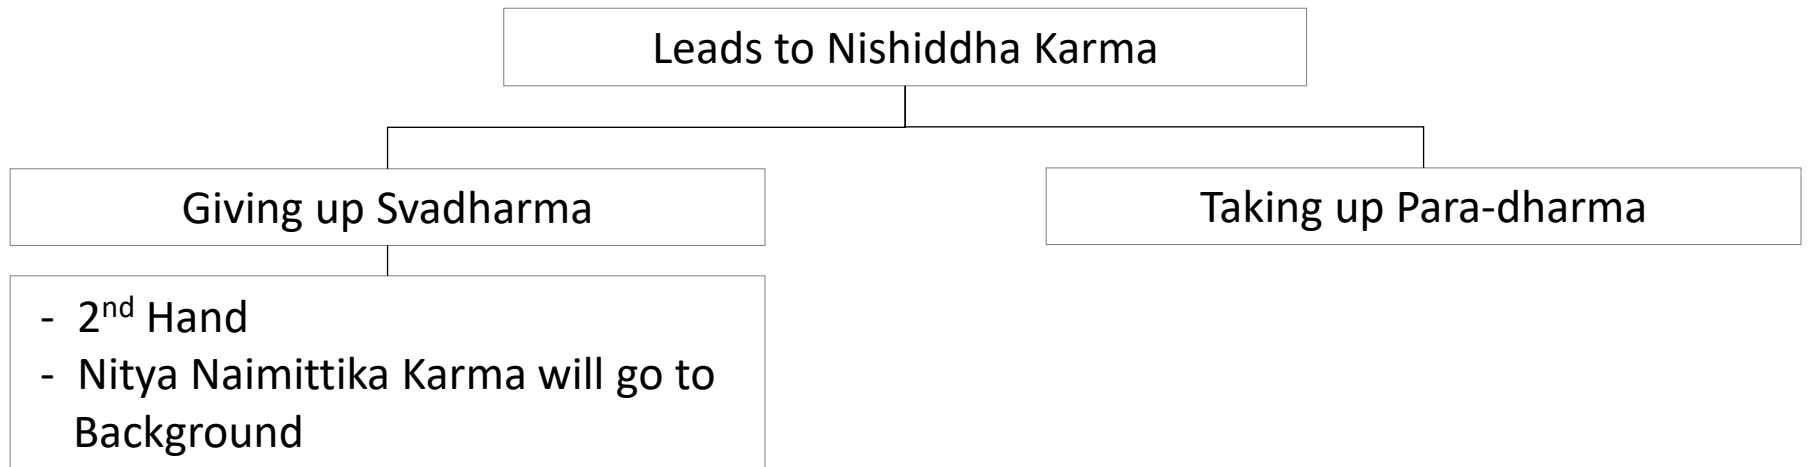 Leads to Nishiddha Karma
Giving up Svadharma
Taking up Para-dharma
- 2nd Hand
- Nitya Naimittika Karma will go to
Background